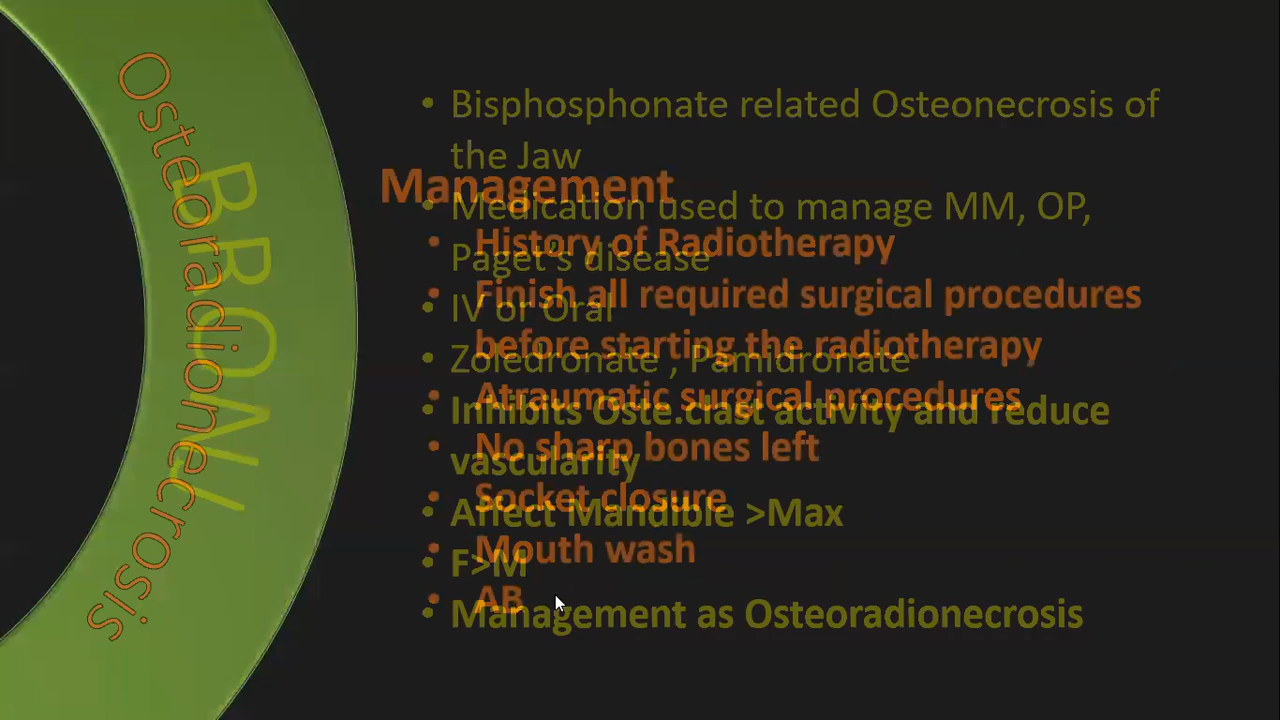 Osteoradionecrosis
BRONJ
Management
• History of Radiotherapy
• Finish all required surgical procedures
before starting the radiotherapy
• Atraumatic surgical procedures
• No sharp bones left
• Socket closure
• Mouth wash
• AB
• Bisphosphonate related Osteonecrosis of
the Jaw
• Medication used to manage MM, OP,
Paget's disease
• IV or Oral
• Zoledronate , Pamidronate
• Inhibits Oste.clast activity and reduce
vascularity
• Affect Mandible >Max
• F>M
• Management as Osteoradionecrosis